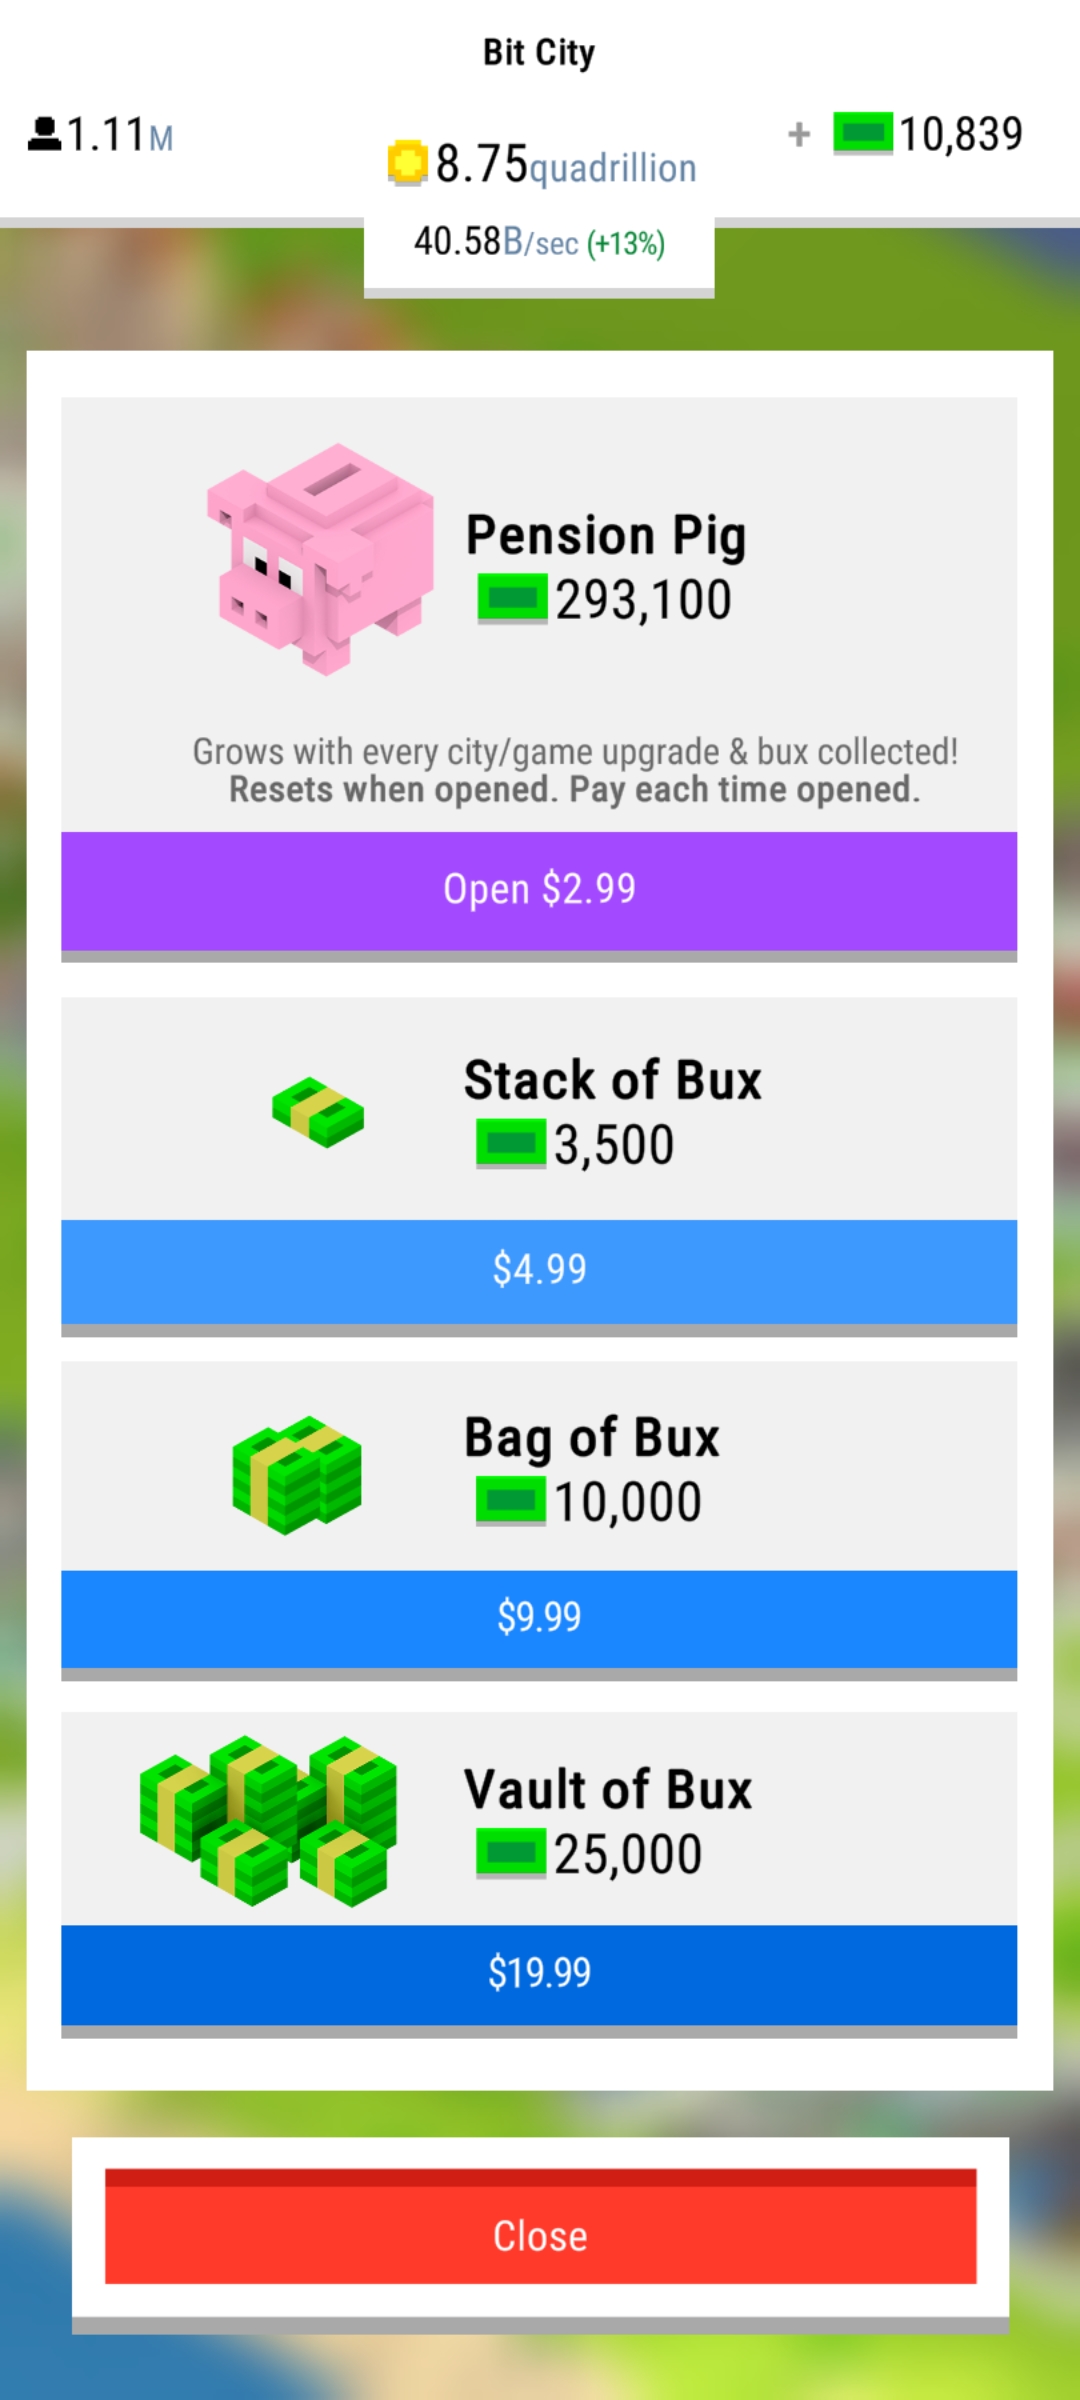 Bit City
1.11M
8.75quadrillion
+ 10,839
40.58B/sec (+13%)
Pension Pig
293,100
Grows with every city/game upgrade & bux collected!
Resets when opened. Pay each time opened.
Open $2.99
Stack of Bux
3,500
$4.99
Bag of Bux
10,000
$9.99
Vault of Bux
25,000
$19.99
Close